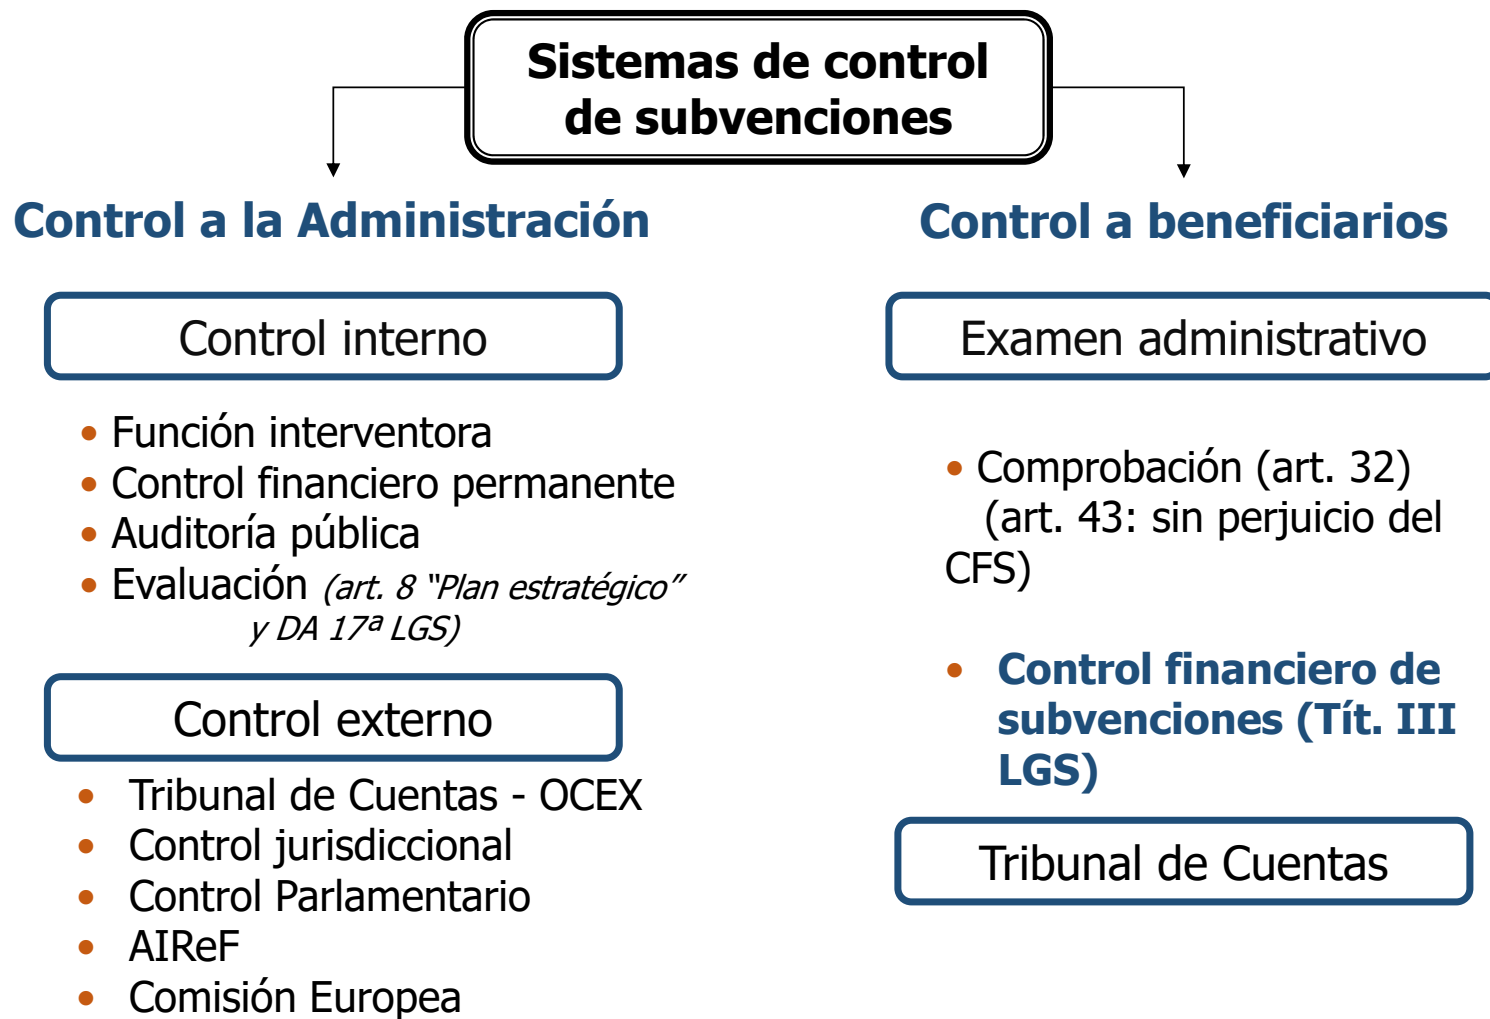 Sistemas de control
de subvenciones
Control a la Administración
Control interno
• Función interventora
• Control financiero permanente
• Auditoría pública
• Evaluación (art. 8 “Plan estratégico”
y DA 17ª LGS)
Control externo
• Tribunal de Cuentas - OCEX
• Control jurisdiccional
• Control Parlamentario
• AIReF
• Comisión Europea
Control a beneficiarios
Examen administrativo
• Comprobación (art. 32)
(art. 43: sin perjuicio del
CFS)
• Control financiero de
subvenciones (Tít. III
LGS)
Tribunal de Cuentas